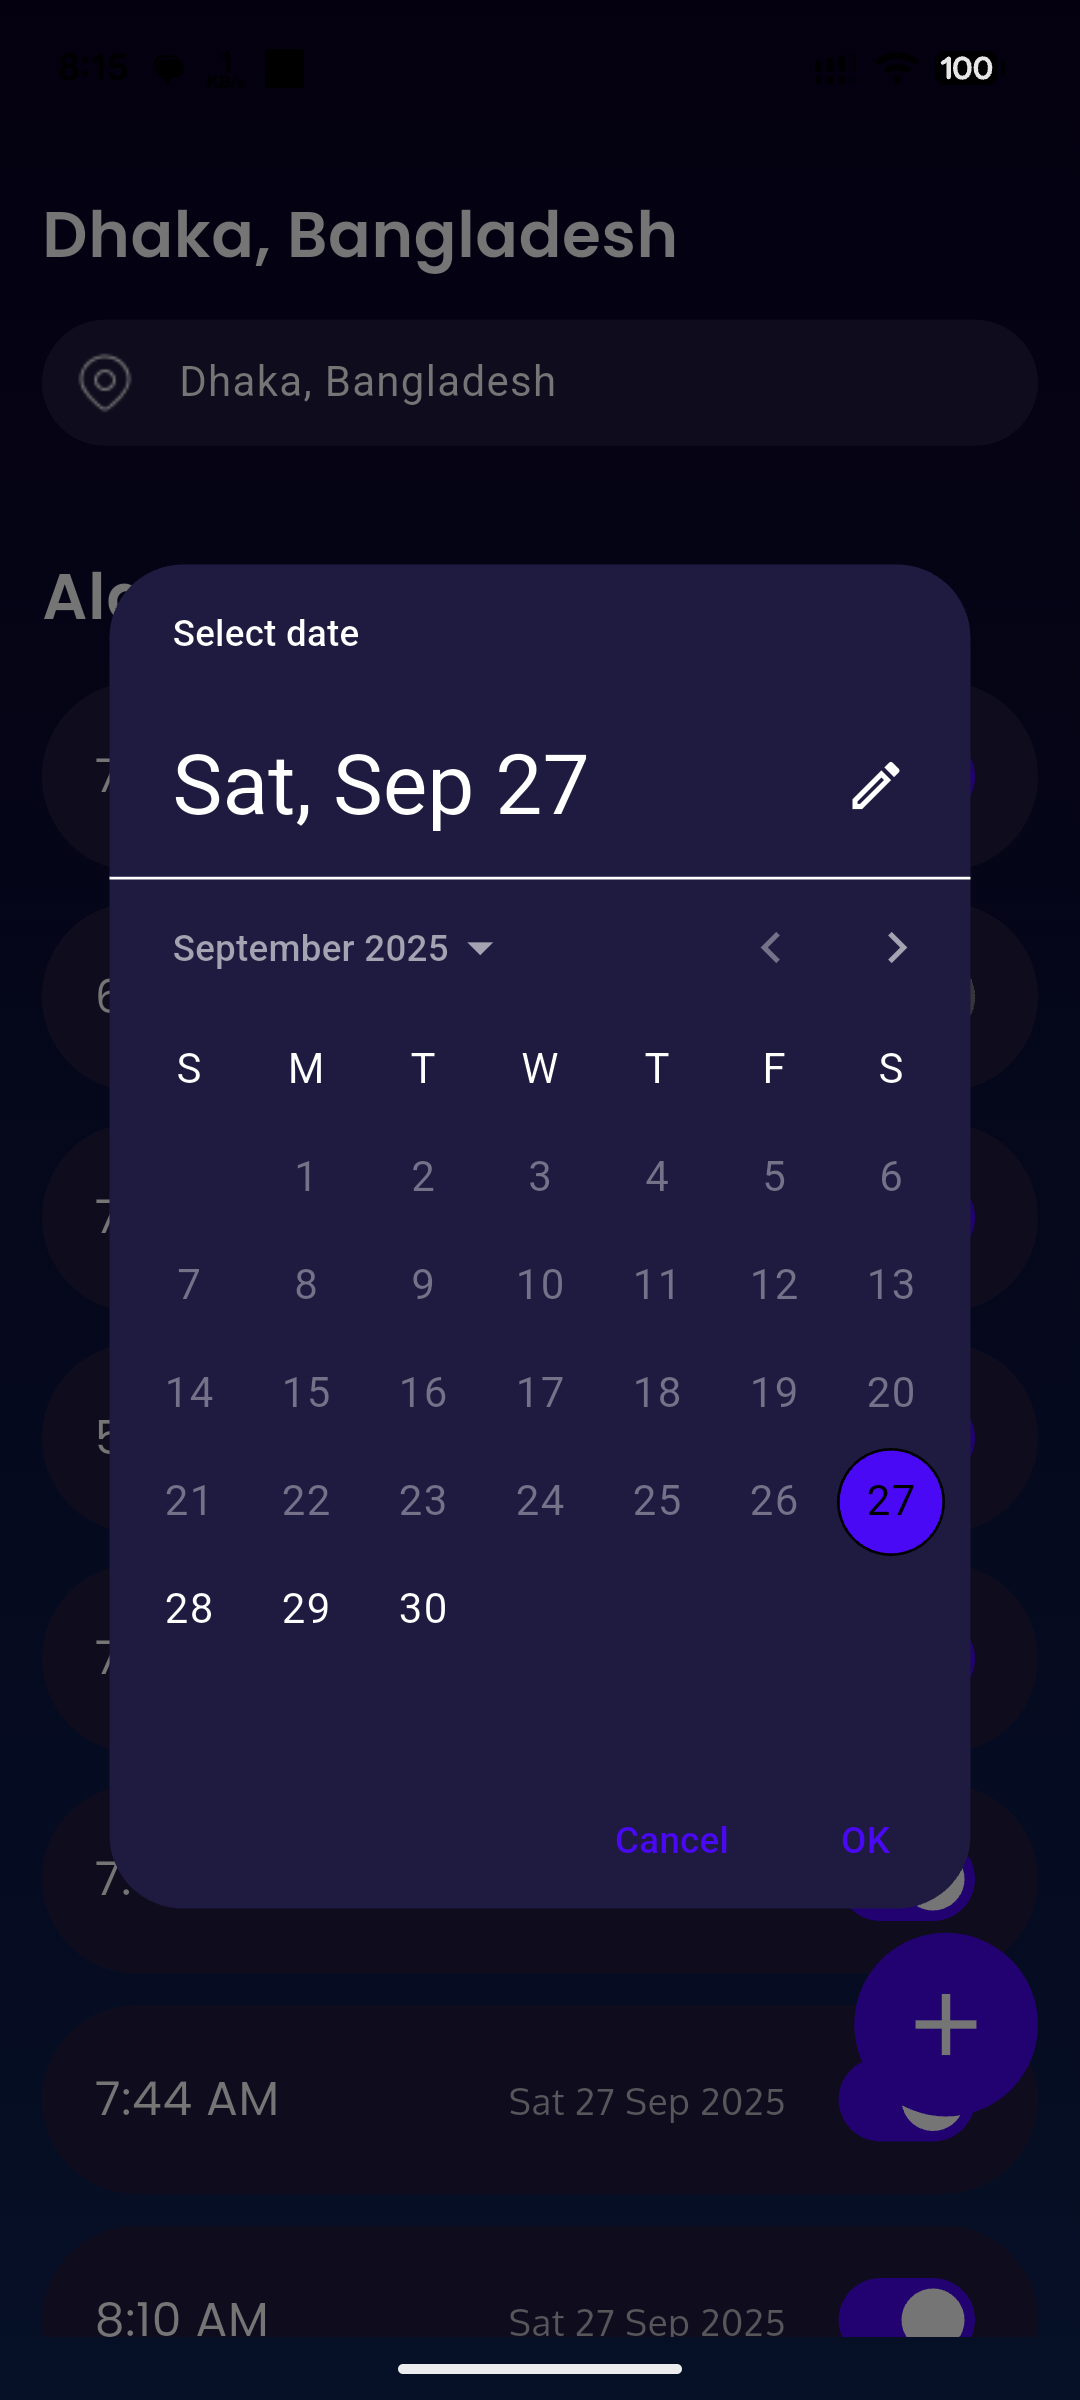 8:15 100
Dhaka, Bangladesh
Dhaka, Bangladesh
Select date
Sat, Sep 27
September 2025
S M T W T F S
1 2 3 4 5 6
7 8 9 10 11 12 13
14 15 16 17 18 19 20
21 22 23 24 25 26 27
28 29 30
Cancel OK
7:44 AM Sat 27 Sep 2025
8:10 AM Sat 27 Sep 2025